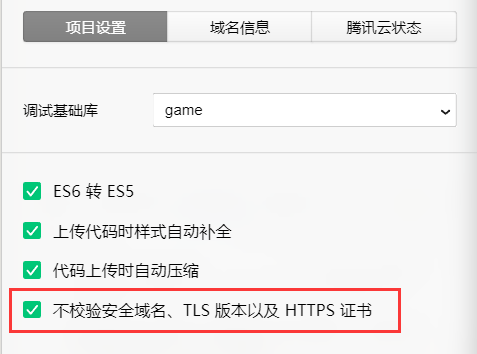 项目设置 域名信息 腾讯云状态
调试基础库 game
ES6 转 ES5
上传代码时样式自动补全
代码上传时自动压缩
不校验安全域名、TLS 版本以及 HTTPS 证书